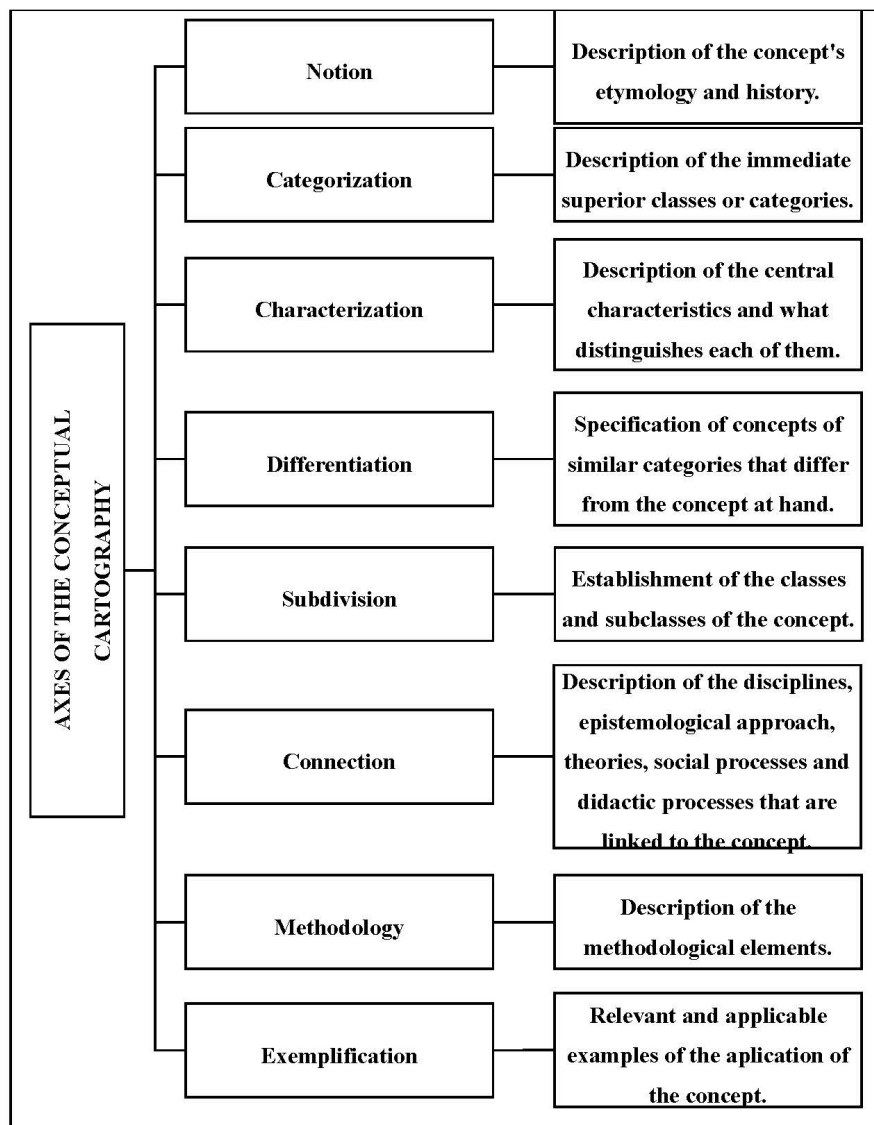 AXES OF THE CONCEPTUAL
CARTOGRAPHY
Notion
Description of the concept's
etymology and history.
Categorization
Description of the immediate
superior classes or categories.
Characterization
Description of the central
characteristics and what
distinguishes each of them.
Differentiation
Specification of concepts of
similar categories that differ
from the concept at hand.
Subdivision
Establishment of the classes
and subclasses of the concept.
Connection
Description of the disciplines,
epistemological approach,
theories, social processes and
didactic processes that are
linked to the concept.
Methodology
Description of the
methodological elements.
Exemplification
Relevant and applicable
examples of the aplication of
the concept.